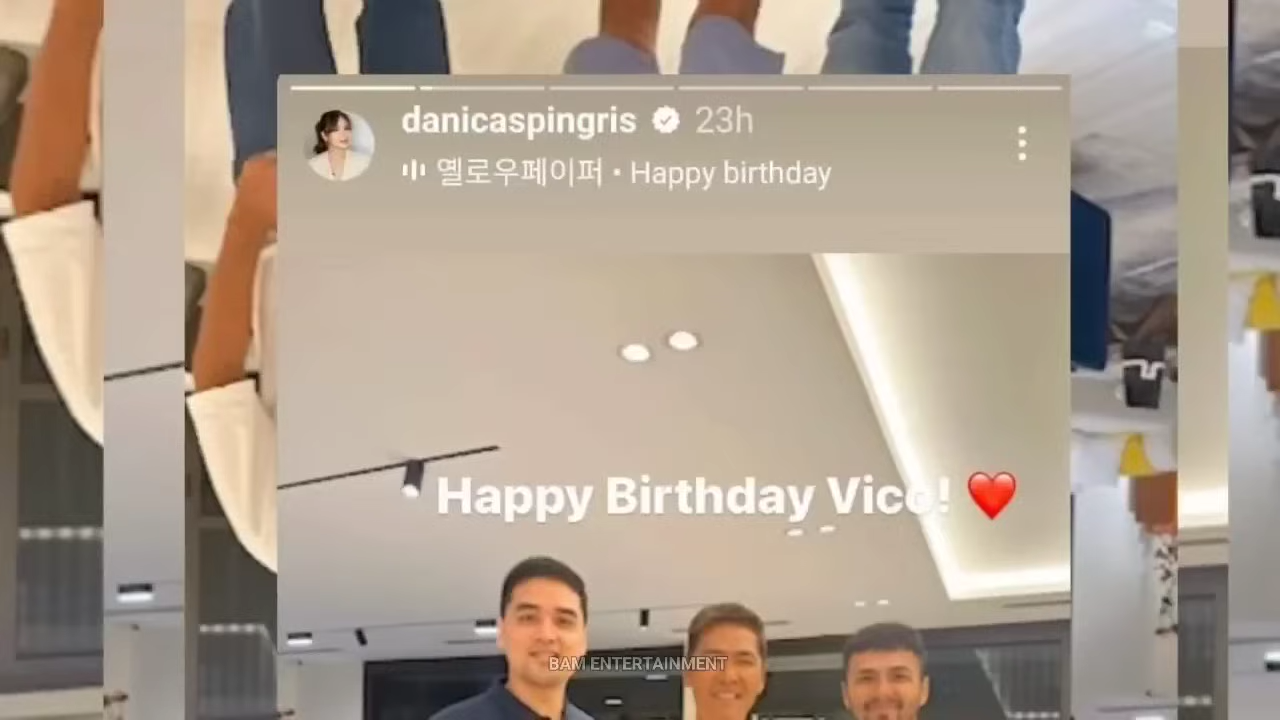 danicaspingris 23h
옐로우페이퍼 • Happy birthday
Happy Birthday Vico! ❤️
BAM ENTERTAINMENT